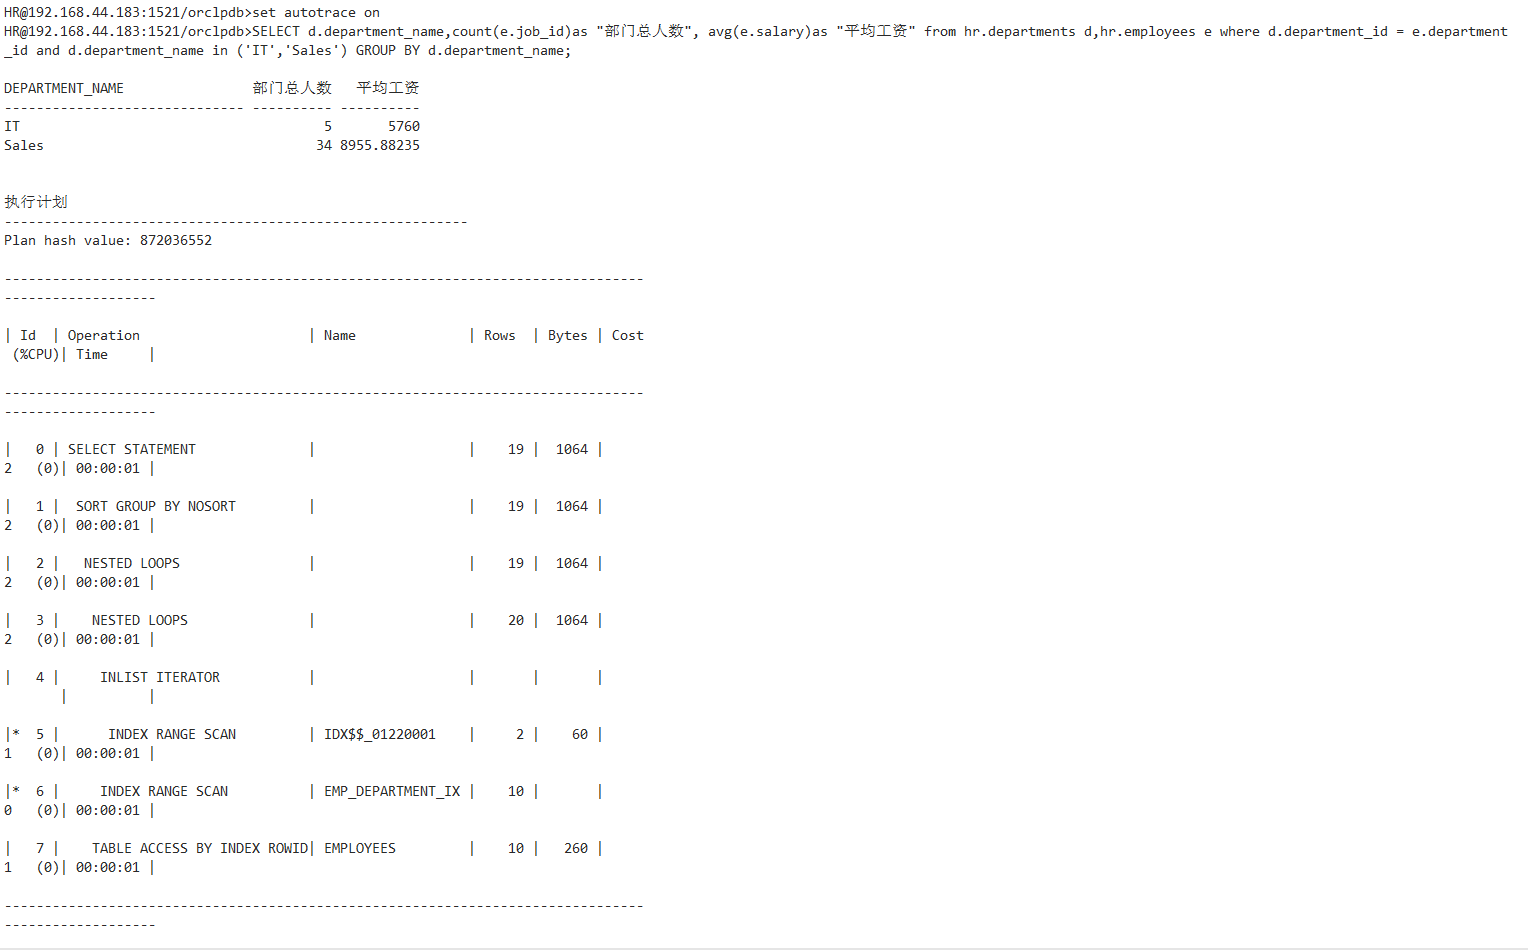 HR@192.168.44.183:1521/orclpdb>set autotrace on
HR@192.168.44.183:1521/orclpdb>SELECT d.department_name,count(e.job_id)as "部门总人数", avg(e.salary)as "平均工资" from hr.departments d,hr.employees e where d.department_id = e.department
_id and d.department_name in ('IT','Sales') GROUP BY d.department_name;
DEPARTMENT_NAME                部门总人数   平均工资
------------------------------ ---------- ----------
IT                                      5       5760
Sales                                  34 8955.88235
执行计划
----------------------------------------------------------
Plan hash value: 872036552
--------------------------------------------------------------------------------
-------------------
| Id  | Operation                     | Name              | Rows  | Bytes | Cost
 (%CPU)| Time     |
--------------------------------------------------------------------------------
-------------------
|   0 | SELECT STATEMENT              |                   |    19 |  1064 |
2   (0)| 00:00:01 |
|   1 |  SORT GROUP BY NOSORT         |                   |    19 |  1064 |
2   (0)| 00:00:01 |
|   2 |   NESTED LOOPS                |                   |    19 |  1064 |
2   (0)| 00:00:01 |
|   3 |    NESTED LOOPS               |                   |    20 |  1064 |
2   (0)| 00:00:01 |
|   4 |     INLIST ITERATOR           |                   |       |       |
       |          |
|*  5 |      INDEX RANGE SCAN         | IDX$$_01220001    |     2 |    60 |
1   (0)| 00:00:01 |
|*  6 |     INDEX RANGE SCAN          | EMP_DEPARTMENT_IX |    10 |       |
0   (0)| 00:00:01 |
|   7 |    TABLE ACCESS BY INDEX ROWID| EMPLOYEES         |    10 |   260 |
1   (0)| 00:00:01 |
--------------------------------------------------------------------------------
-------------------